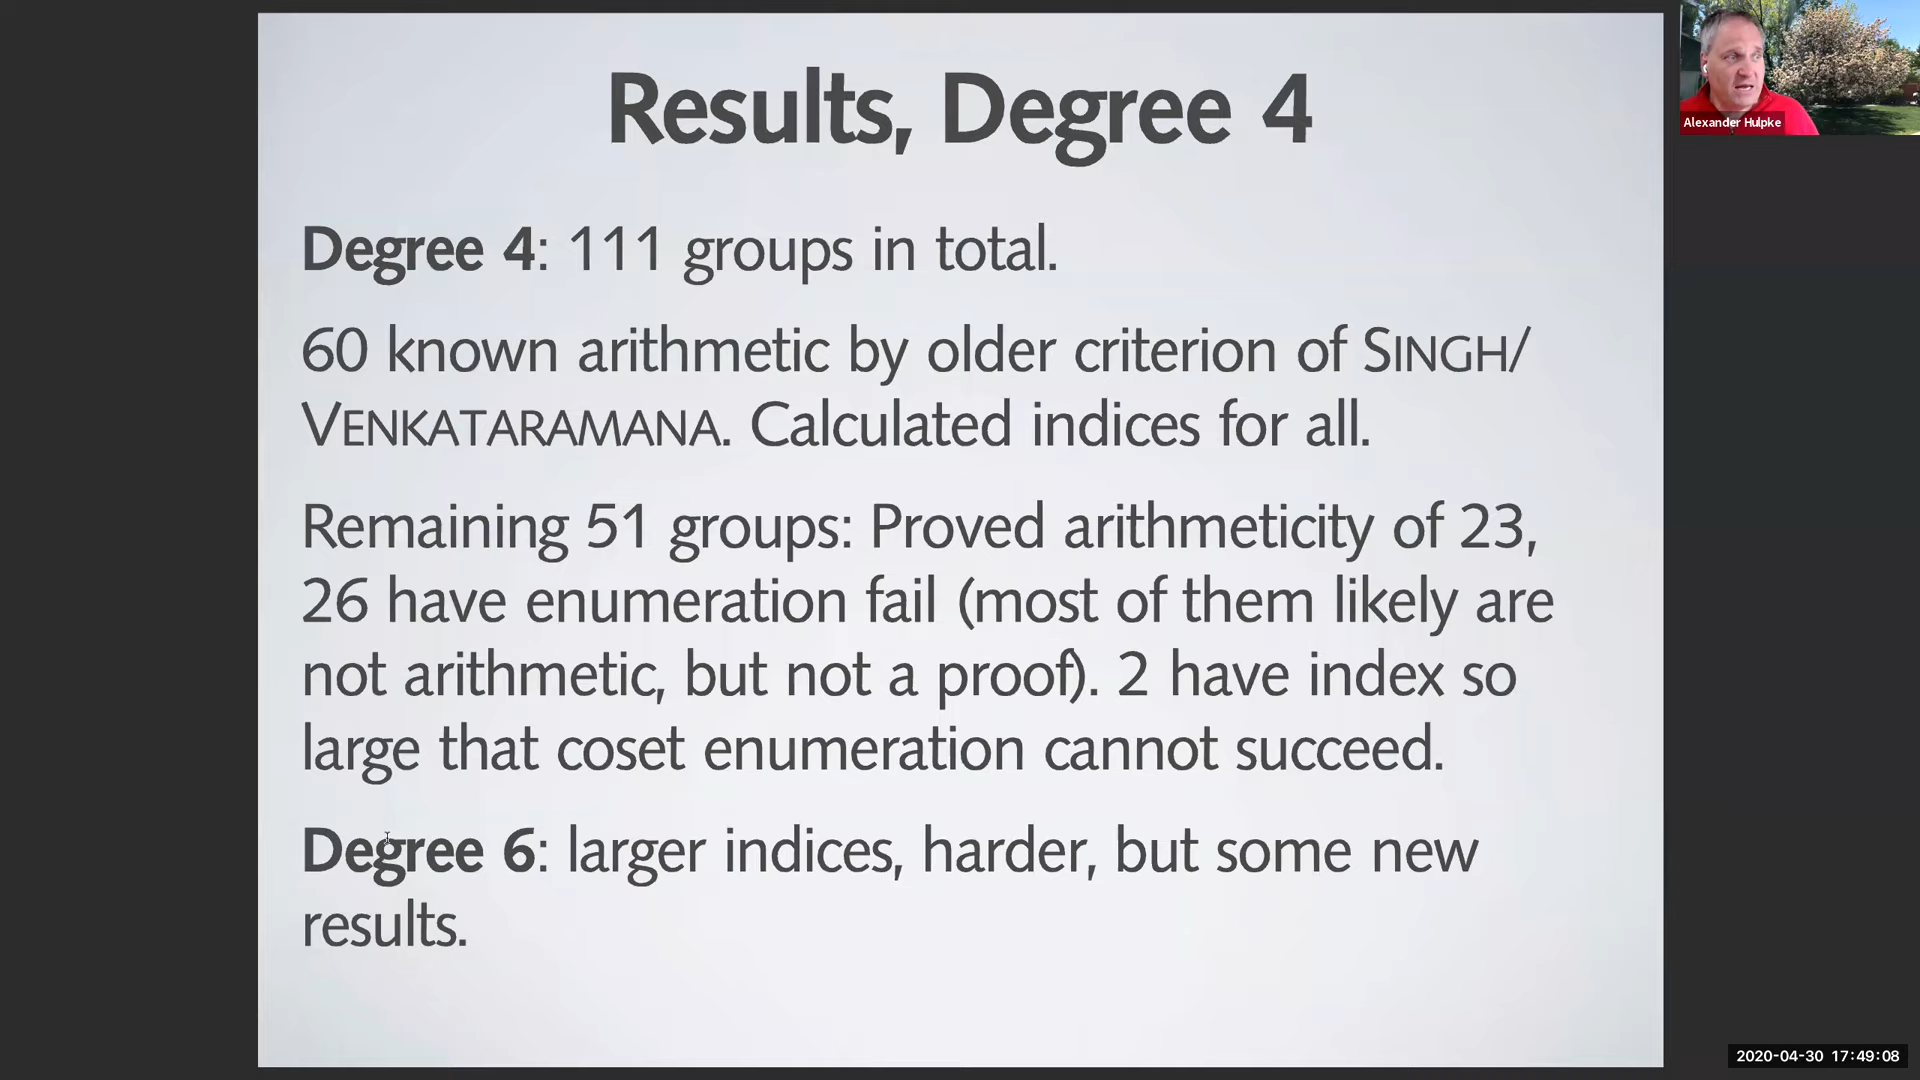 Results, Degree 4
Degree 4: 111 groups in total.
60 known arithmetic by older criterion of SINGH/
VENKATARAMANA. Calculated indices for all.
Remaining 51 groups: Proved arithmeticity of 23,
26 have enumeration fail (most of them likely are
not arithmetic, but not a proof). 2 have index so
large that coset enumeration cannot succeed.
Degree 6: larger indices, harder, but some new
results.
Alexander Hulpke
2020-04-30 17:49:08